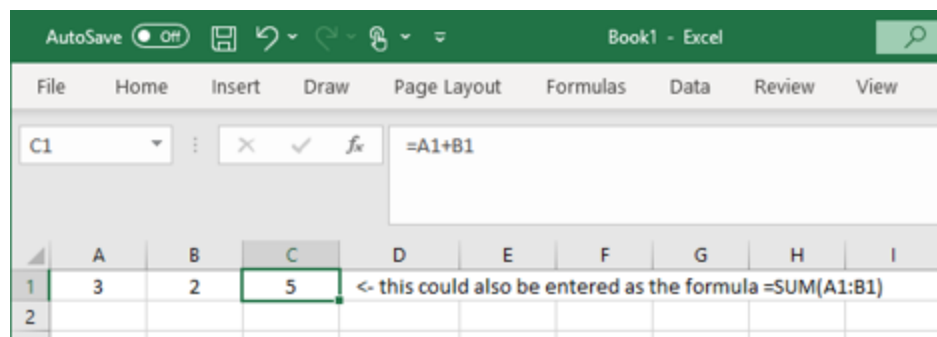 AutoSave Off Book1 - Excel
File Home Insert Draw Page Layout Formulas Data Review View
C1 fx =A1+B1
A B C D E F G H I
1 3 2 5 <- this could also be entered as the formula =SUM(A1:B1)
2